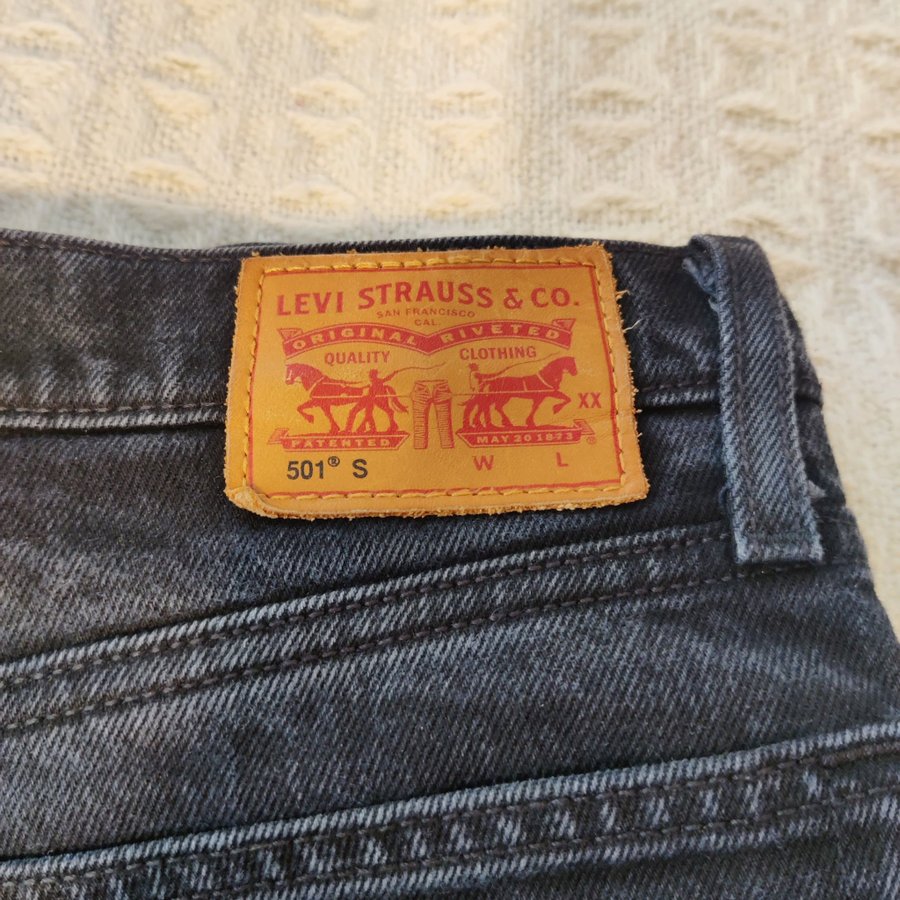 LEVI STRAUSS & CO.
SAN FRANCISCO
CAL.
ORIGINAL RIVETED
QUALITY CLOTHING
XX
PATENTED MAY 20 1873
501® S W L